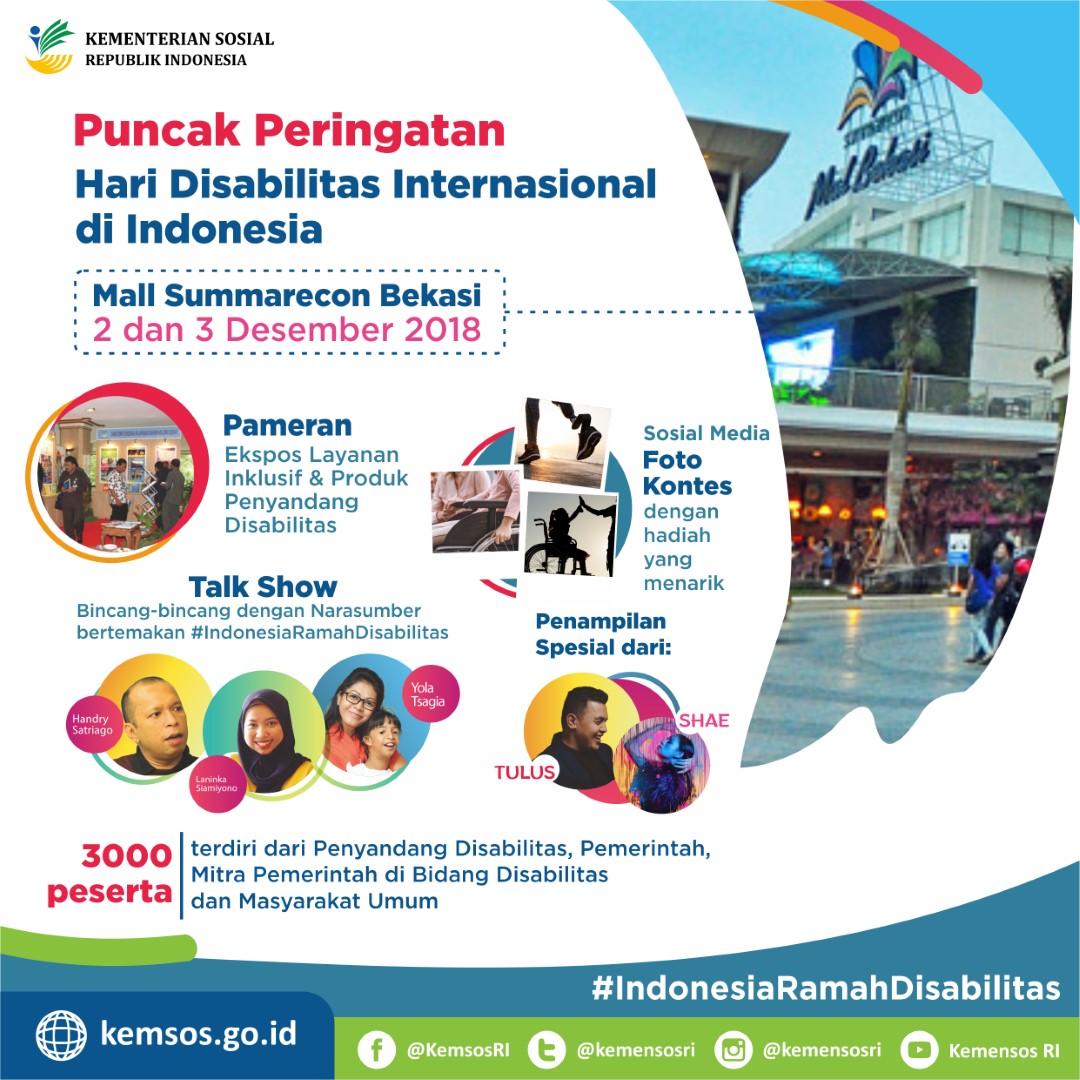 KEMENTERIAN SOSIAL
REPUBLIK INDONESIA
Puncak Peringatan
Hari Disabilitas Internasional
di Indonesia
Mall Summarecon Bekasi
2 dan 3 Desember 2018
Mal Bekasi
Pameran
Ekspos Layanan
Inklusif & Produk
Penyandang
Disabilitas
Sosial Media
Foto
Kontes
dengan
hadiah
yang
menarik
Talk Show
Bincang-bincang dengan Narasumber
bertemakan #IndonesiaRamahDisabilitas
Handry
Satriago
Laninka
Siamiyono
Yola
Tsagia
Penampilan
Spesial dari:
TULUS
SHAE
3000
peserta
terdiri dari Penyandang Disabilitas, Pemerintah,
Mitra Pemerintah di Bidang Disabilitas
dan Masyarakat Umum
#IndonesiaRamahDisabilitas
kemsos.go.id
@KemsosRI
@kemensosri
@kemensosri
Kemensos RI